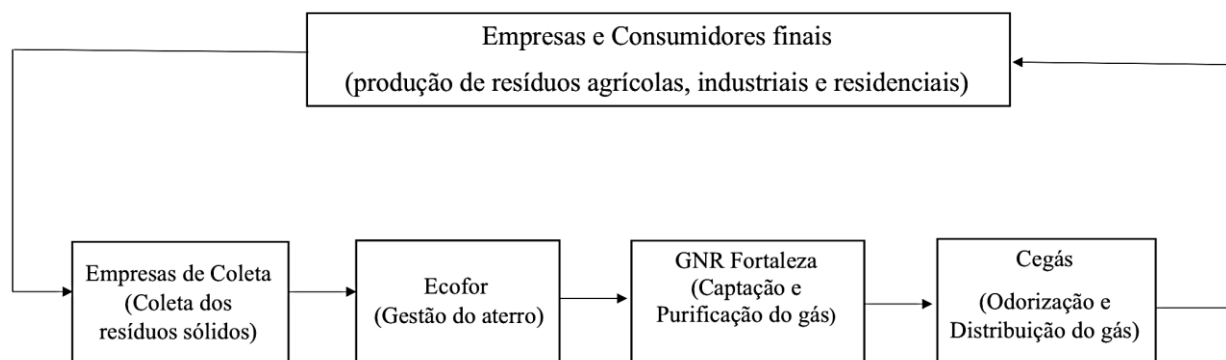 Empresas e Consumidores finais
(produção de resíduos agrícolas, industriais e residenciais)
Empresas de Coleta
(Coleta dos
resíduos sólidos)
Ecofor
(Gestão do aterro)
GNR Fortaleza
(Captação e
Purificação do gás)
Cegás
(Odorização e
Distribuição do gás)